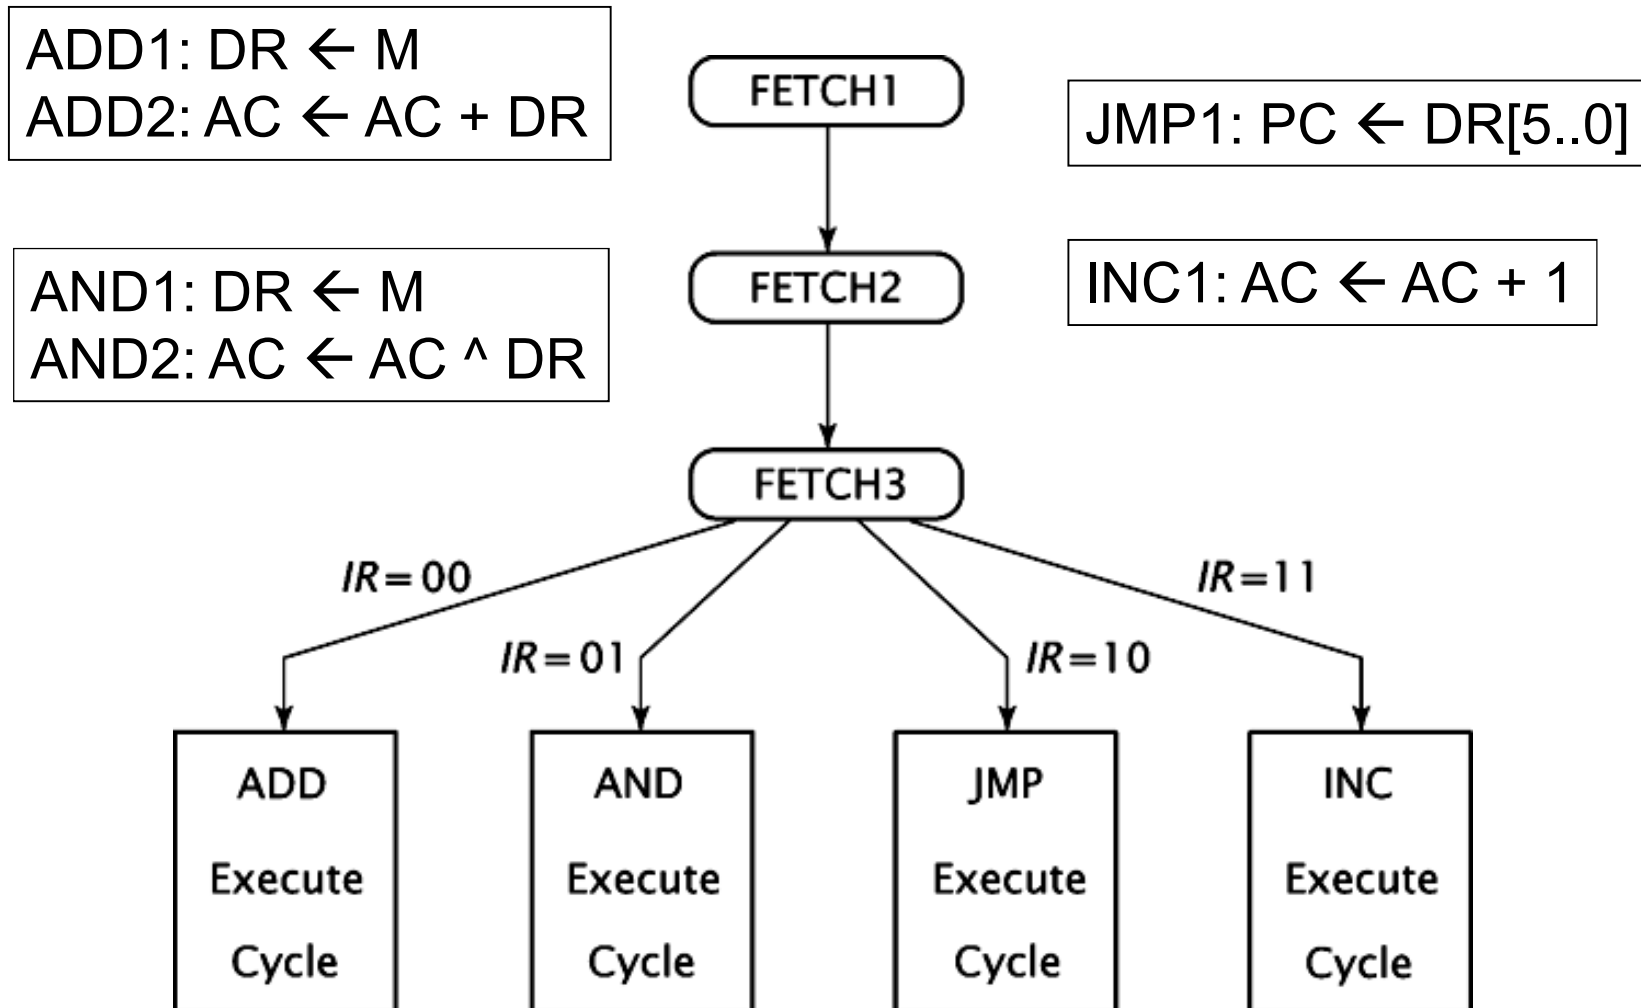 ADD1: DR ← M
ADD2: AC ← AC + DR
FETCH1
JMP1: PC ← DR[5..0]
AND1: DR ← M
AND2: AC ← AC ^ DR
FETCH2
INC1: AC ← AC + 1
FETCH3
IR=00
IR=01
IR=10
IR=11
ADD
Execute
Cycle
AND
Execute
Cycle
JMP
Execute
Cycle
INC
Execute
Cycle